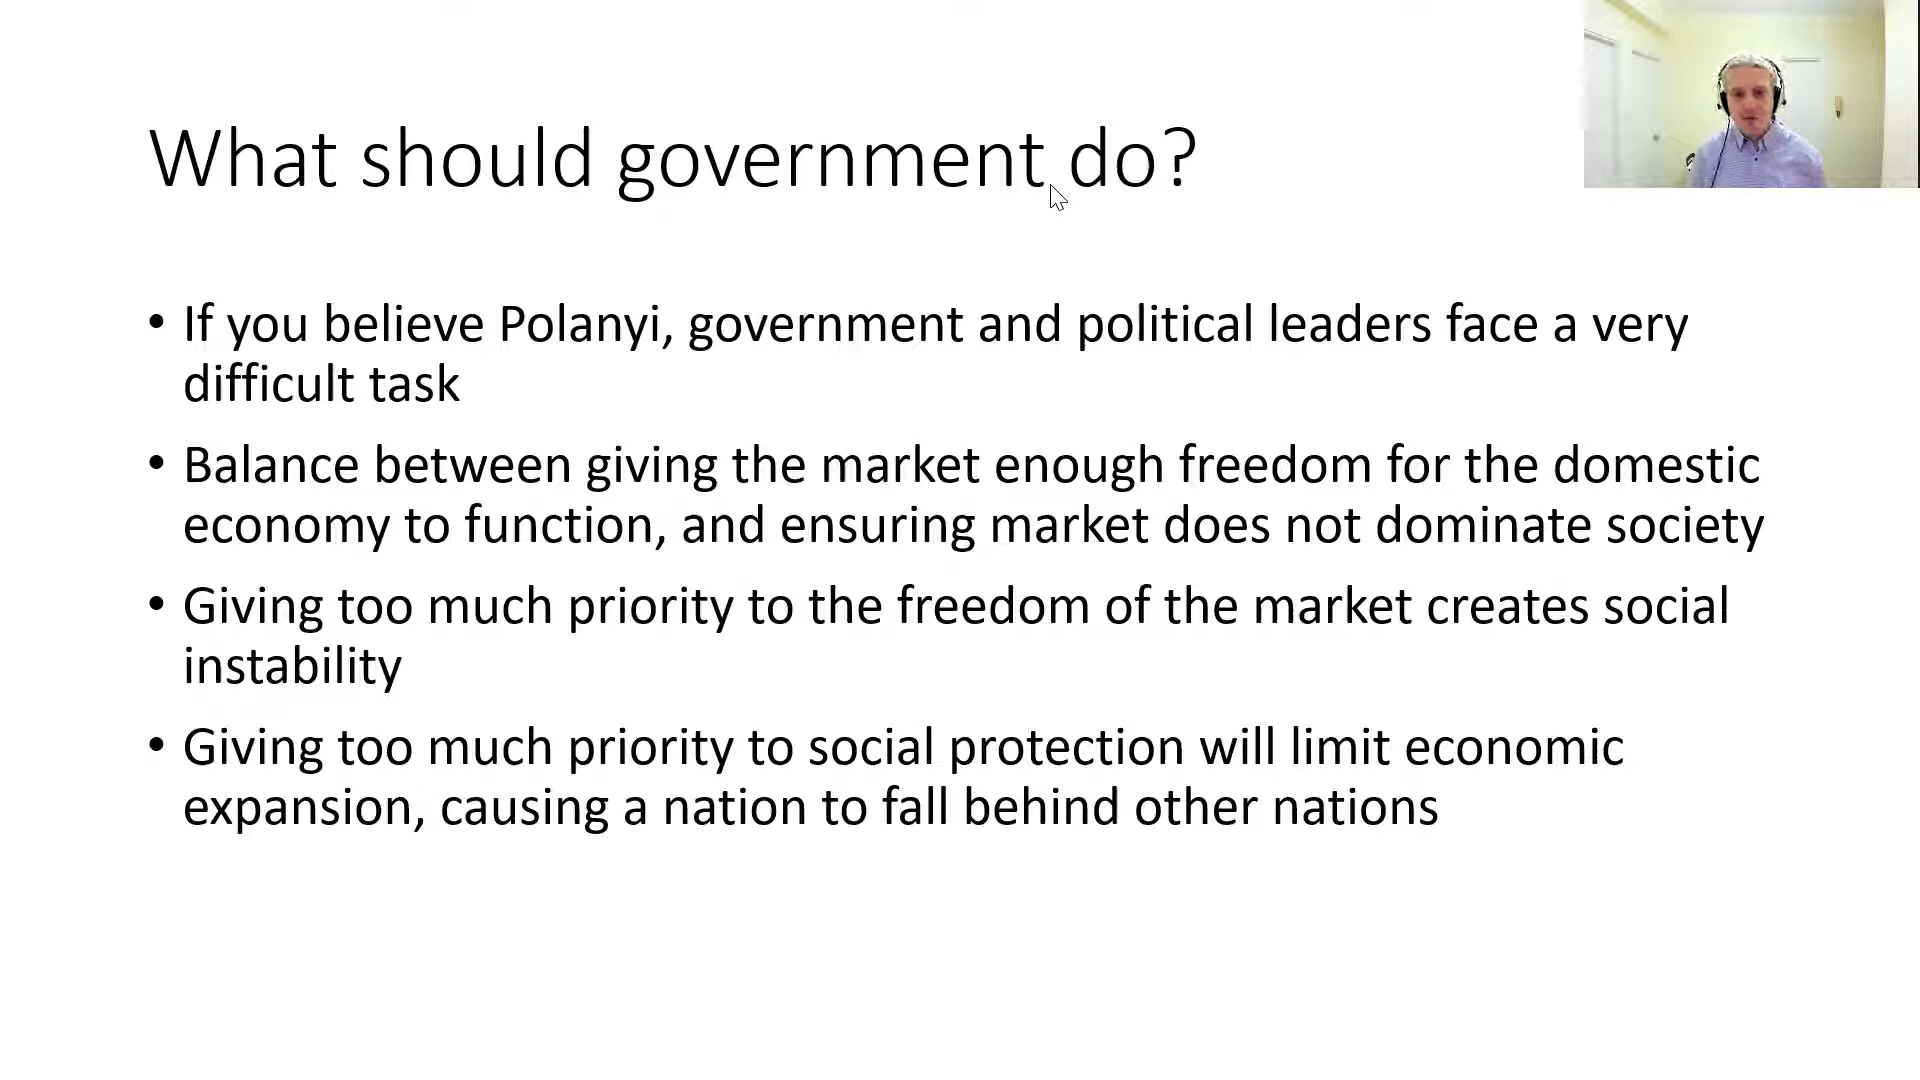 What should government do?
• If you believe Polanyi, government and political leaders face a very
difficult task
• Balance between giving the market enough freedom for the domestic
economy to function, and ensuring market does not dominate society
• Giving too much priority to the freedom of the market creates social
instability
• Giving too much priority to social protection will limit economic
expansion, causing a nation to fall behind other nations